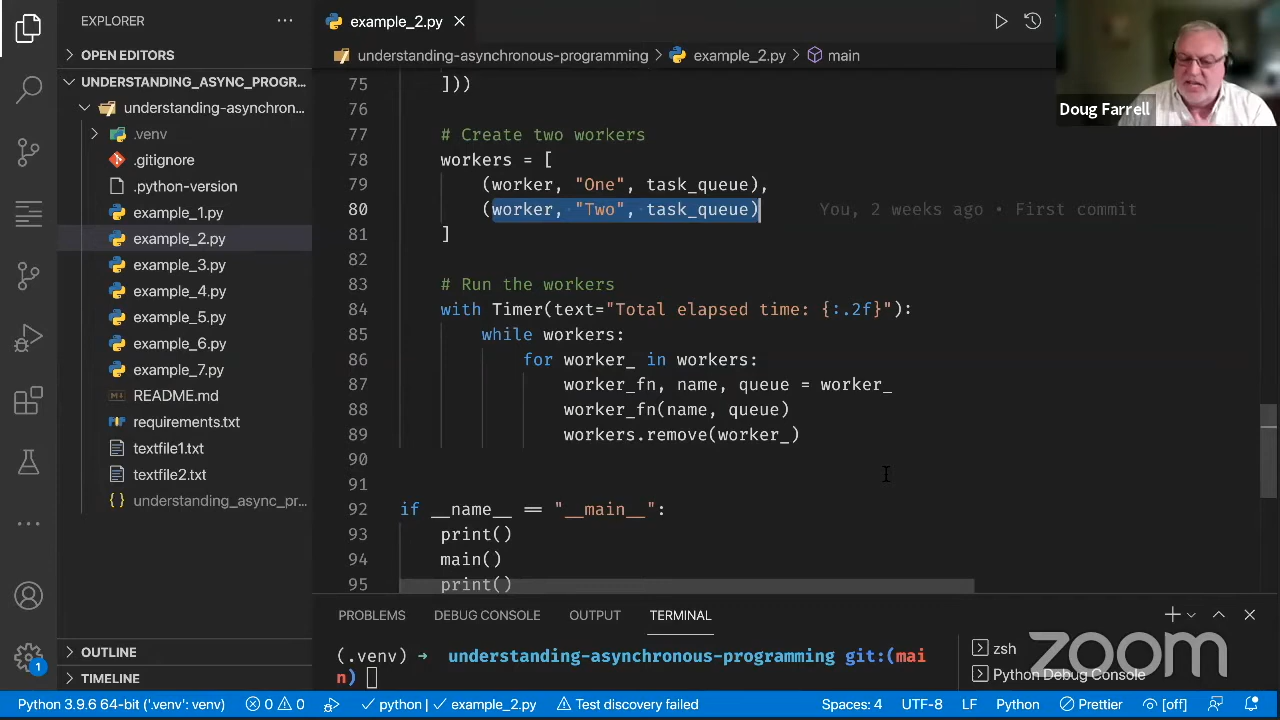 EXPLORER
example_2.py
OPEN EDITORS
understanding-asynchronous-programming > example_2.py > main
UNDERSTANDING_ASYNC_PROGR...
understanding-asynchron...
.venv
.gitignore
.python-version
example_1.py
example_2.py
example_3.py
example_4.py
example_5.py
example_6.py
example_7.py
README.md
requirements.txt
textfile1.txt
textfile2.txt
understanding_async_pr...
OUTLINE
TIMELINE
75 ]))
76
77 # Create two workers
78 workers = [
79 (worker, "One", task_queue),
80 (worker, "Two", task_queue) You, 2 weeks ago • First commit
81 ]
82
83 # Run the workers
84 with Timer(text="Total elapsed time: {:.2f}"):
85 while workers:
86 for worker_ in workers:
87 worker_fn, name, queue = worker_
88 worker_fn(name, queue)
89 workers.remove(worker_)
90
91
92 if __name__ == "__main__":
93 print()
94 main()
95 print()
Doug Farrell
PROBLEMS DEBUG CONSOLE OUTPUT TERMINAL
(.venv) → understanding-asynchronous-programming git:(mai
n)
zsh
Python Debug Console
zoom
1
Python 3.9.6 64-bit ('.venv': venv) 0 0 python | example_2.py Test discovery failed Spaces: 4 UTF-8 LF Python Prettier [off]